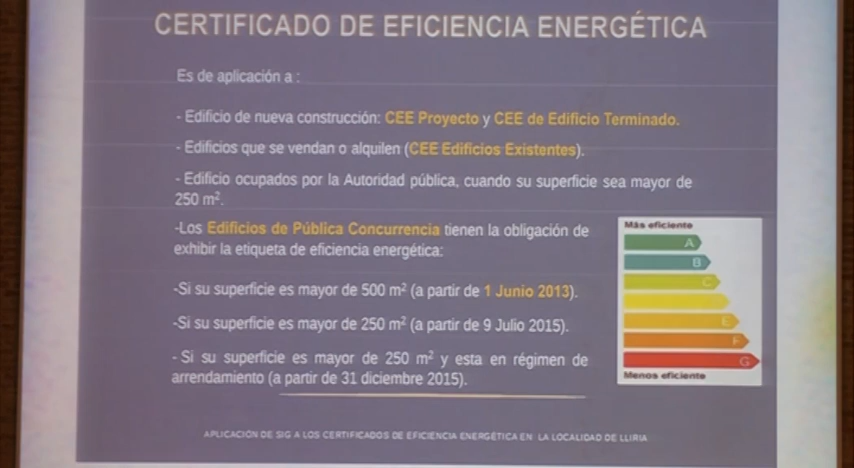 CERTIFICADO DE EFICIENCIA ENERGÉTICA
Es de aplicación a :
- Edificio de nueva construcción: CEE Proyecto y CEE de Edificio Terminado.
- Edificios que se vendan o alquilen (CEE Edificios Existentes).
- Edificio ocupados por la Autoridad pública, cuando su superficie sea mayor de
250 m².
-Los Edificios de Pública Concurrencia tienen la obligación de
exhibir la etiqueta de eficiencia energética:
-Si su superficie es mayor de 500 m² (a partir de 1 Junio 2013).
-Si su superficie es mayor de 250 m² (a partir de 9 Julio 2015).
- Si su superficie es mayor de 250 m² y esta en régimen de
arrendamiento (a partir de 31 diciembre 2015).
Más eficiente
A
B
C
E
F
G
Menos eficiente
APLICACIÓN DE SIG A LOS CERTIFICADOS DE EFICIENCIA ENERGÉTICA EN LA LOCALIDAD DE LLIRIA